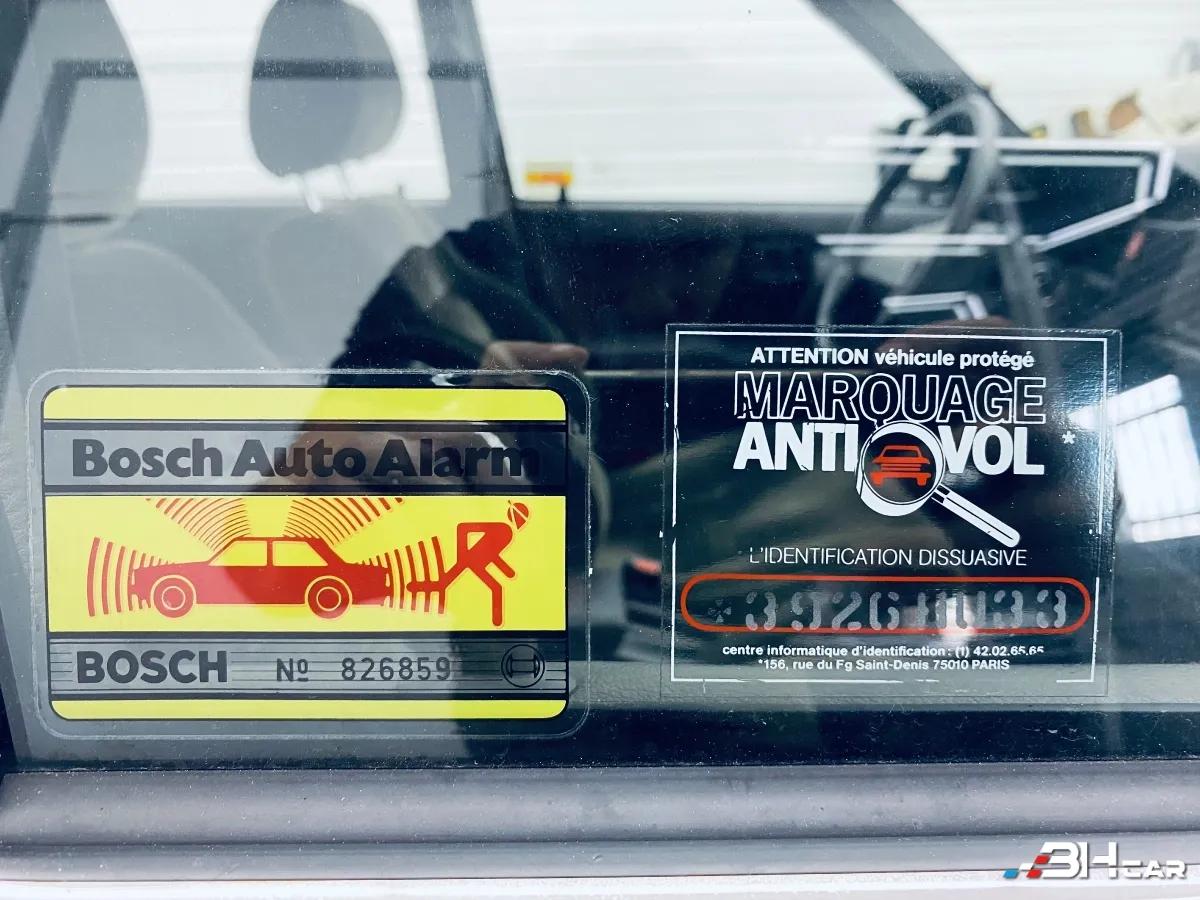 Bosch Auto Alarm
BOSCH Nº 826859
ATTENTION véhicule protégé
MARQUAGE
ANTI VOL *
L'IDENTIFICATION DISSUASIVE
centre informatique d'identification : (1) 42.02.65.65
*156, rue du Fg Saint-Denis 75010 PARIS
3HCAR